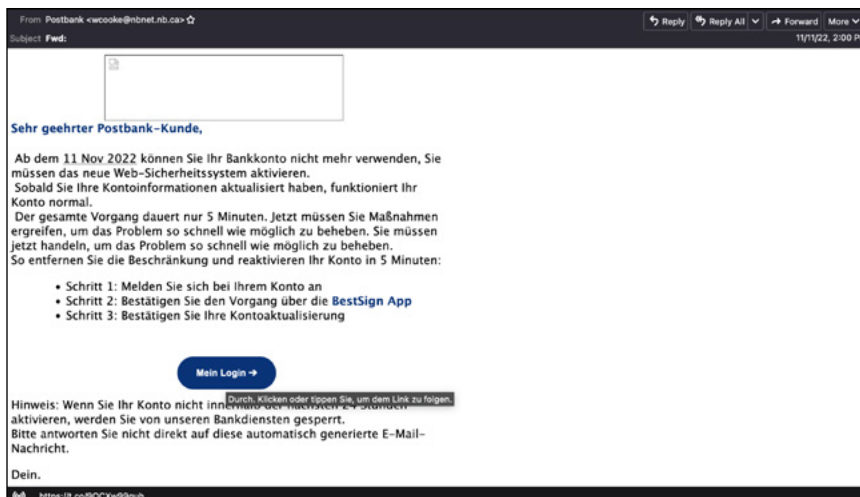 From Postbank <wcooke@nbnet.nb.ca>
Reply Reply All Forward More
Subject Fwd:
11/11/22, 2:00 P
Sehr geehrter Postbank-Kunde,
Ab dem 11 Nov 2022 können Sie Ihr Bankkonto nicht mehr verwenden, Sie
müssen das neue Web-Sicherheitssystem aktivieren.
Sobald Sie Ihre Kontoinformationen aktualisiert haben, funktioniert Ihr
Konto normal.
Der gesamte Vorgang dauert nur 5 Minuten. Jetzt müssen Sie Maßnahmen
ergreifen, um das Problem so schnell wie möglich zu beheben. Sie müssen
jetzt handeln, um das Problem so schnell wie möglich zu beheben.
So entfernen Sie die Beschränkung und reaktivieren Ihr Konto in 5 Minuten:
• Schritt 1: Melden Sie sich bei Ihrem Konto an
• Schritt 2: Bestätigen Sie den Vorgang über die BestSign App
• Schritt 3: Bestätigen Sie Ihre Kontoaktualisierung
Mein Login →
Durch. Klicken oder tippen Sie, um dem Link zu folgen.
Hinweis: Wenn Sie Ihr Konto nicht innerhalb der nächsten 24 Stunden
aktivieren, werden Sie von unseren Bankdiensten gesperrt.
Bitte antworten Sie nicht direkt auf diese automatisch generierte E-Mail-
Nachricht.
Dein.